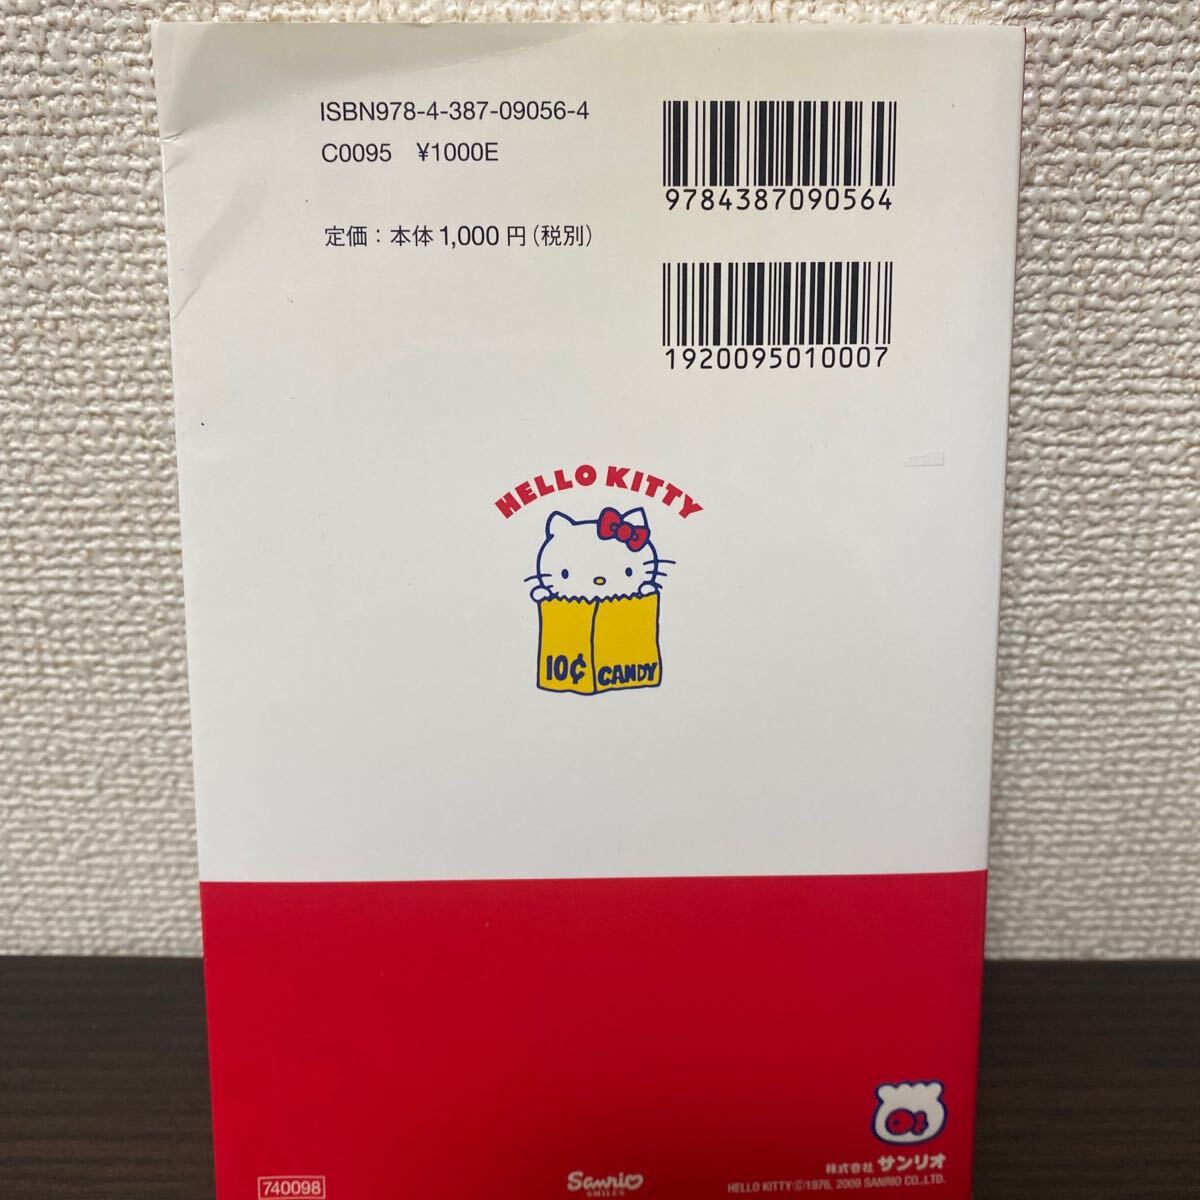 ISBN978-4-387-09056-4
C0095 ¥1000E
定価：本体1,000円（税別）
9784387090564
1920095010007
HELLO KITTY
10¢ CANDY
株式会社 サンリオ
740098
Sanrio
SMILES
HELLO KITTY ©1976, 2009 SANRIO CO.,LTD.